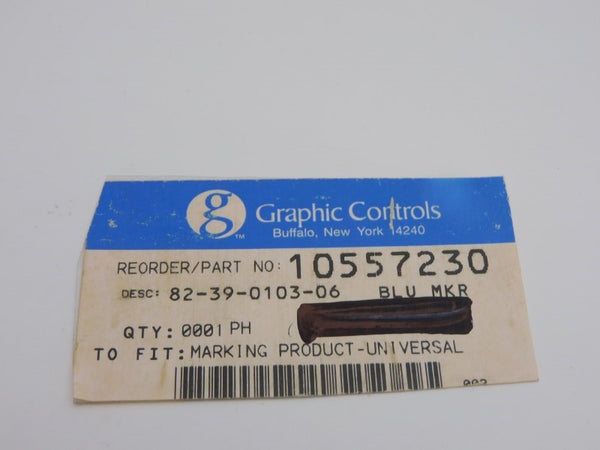 g™ Graphic Controls
Buffalo, New York 14240
REORDER/PART NO: 10557230
DESC: 82-39-0103-06 BLU MKR
QTY: 0001 PH (
TO FIT: MARKING PRODUCT-UNIVERSAL